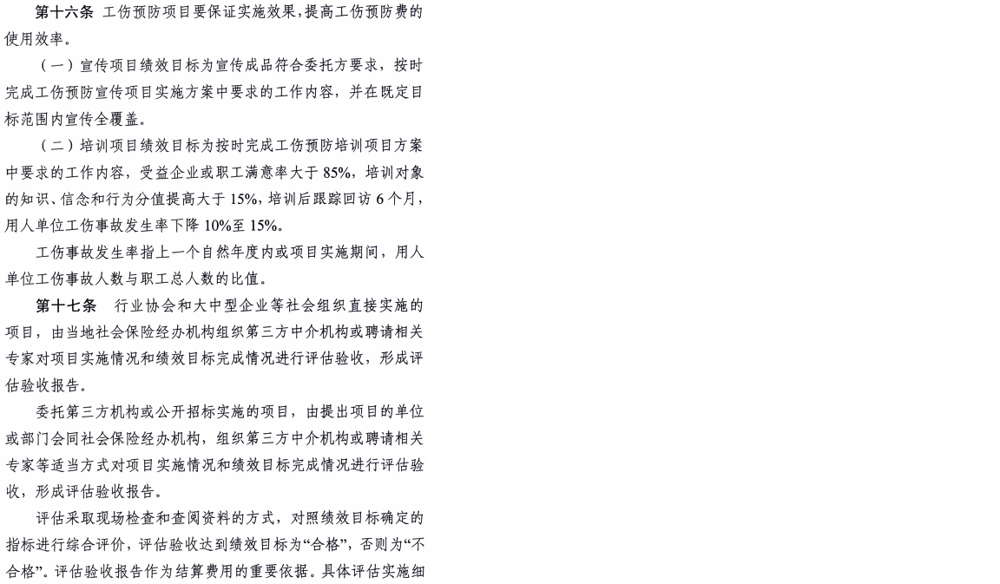 第十六条 工伤预防项目要保证实施效果,提高工伤预防费的
使用效率。
（一）宣传项目绩效目标为宣传成品符合委托方要求，按时
完成工伤预防宣传项目实施方案中要求的工作内容，并在既定目
标范围内宣传全覆盖。
（二）培训项目绩效目标为按时完成工伤预防培训项目方案
中要求的工作内容，受益企业或职工满意率大于 85%，培训对象
的知识、信念和行为分值提高大于 15%，培训后跟踪回访 6 个月，
用人单位工伤事故发生率下降 10%至 15%。
工伤事故发生率指上一个自然年度内或项目实施期间，用人
单位工伤事故人数与职工总人数的比值。
第十七条 行业协会和大中型企业等社会组织直接实施的
项目，由当地社会保险经办机构组织第三方中介机构或聘请相关
专家对项目实施情况和绩效目标完成情况进行评估验收，形成评
估验收报告。
委托第三方机构或公开招标实施的项目，由提出项目的单位
或部门会同社会保险经办机构，组织第三方中介机构或聘请相关
专家等适当方式对项目实施情况和绩效目标完成情况进行评估验
收，形成评估验收报告。
评估采取现场检查和查阅资料的方式，对照绩效目标确定的
指标进行综合评价，评估验收达到绩效目标为“合格”，否则为“不
合格”。评估验收报告作为结算费用的重要依据。具体评估实施细